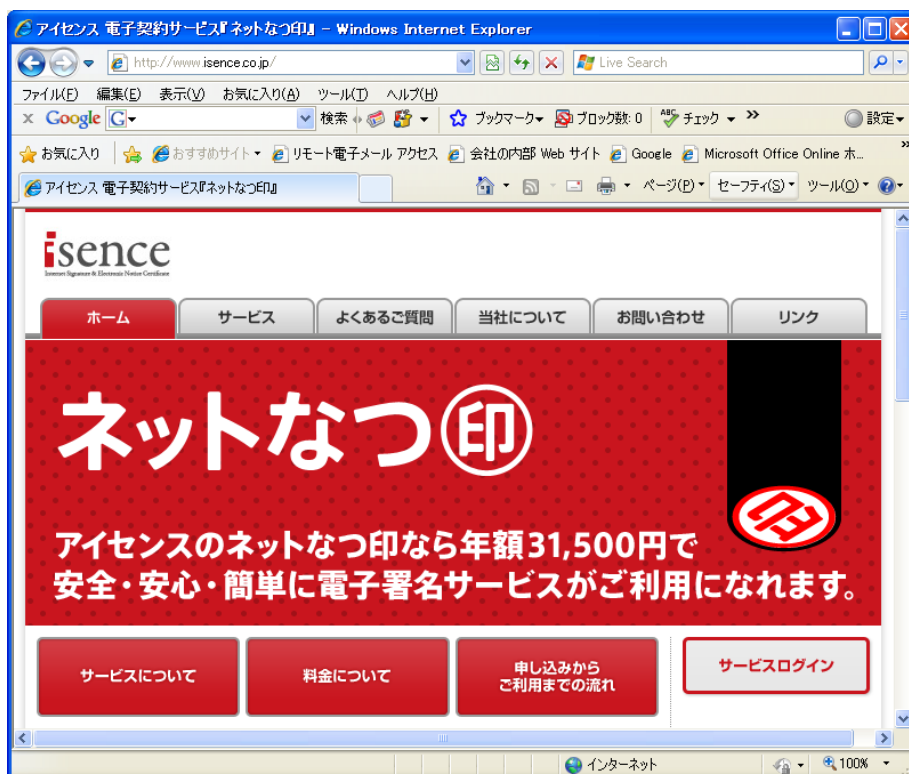 アイセンス 電子契約サービス『ネットなつ印』 - Windows Internet Explorer
http://www.isence.co.jp/
Live Search
ファイル(F) 編集(E) 表示(V) お気に入り(A) ツール(T) ヘルプ(H)
x Google G 検索 ブックマーク ブロック数: 0 ABC チェック » 設定
お気に入り おすすめサイト リモート電子メール アクセス 会社の内部 Web サイト Google Microsoft Office Online ホ... »
アイセンス 電子契約サービス『ネットなつ印』 ページ(P) セーフティ(S) ツール(O)
isence
Internet Signature & Electronic Notice Certificate
ホーム サービス よくあるご質問 当社について お問い合わせ リンク
ネットなつ印
アイセンスのネットなつ印なら年額31,500円で
安全・安心・簡単に電子署名サービスがご利用になれます。
サービスについて 料金について 申し込みから
ご利用までの流れ サービスログイン
インターネット 100%